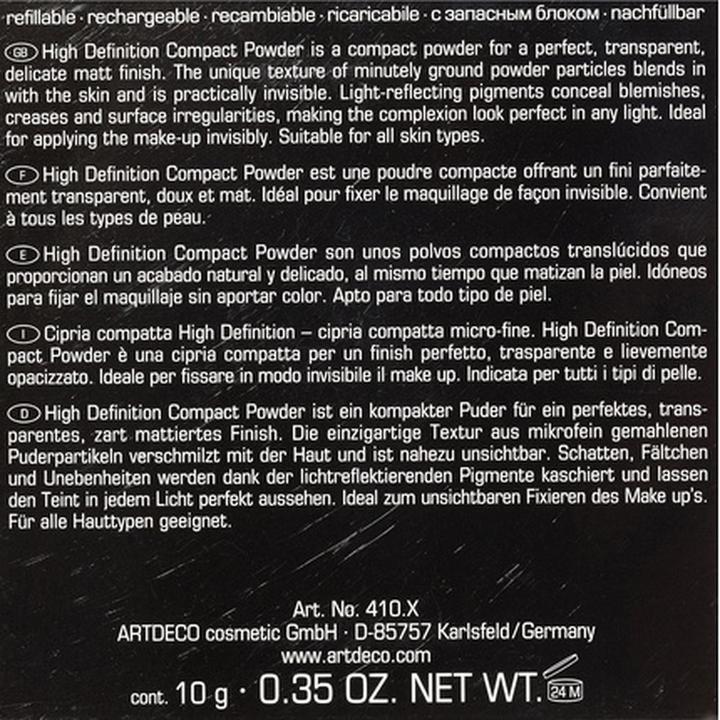 refillable · rechargeable · recambiable · ricaricabile · с запасным блоком · nachfüllbar
GB High Definition Compact Powder is a compact powder for a perfect, transparent,
delicate matt finish. The unique texture of minutely ground powder particles blends in
with the skin and is practically invisible. Light-reflecting pigments conceal blemishes,
creases and surface irregularities, making the complexion look perfect in any light. Ideal
for applying the make-up invisibly. Suitable for all skin types.
F High Definition Compact Powder est une poudre compacte offrant un fini parfaite-
ment transparent, doux et mat. Idéal pour fixer le maquillage de façon invisible. Convient
à tous les types de peau.
E High Definition Compact Powder son unos polvos compactos translúcidos que
proporcionan un acabado natural y delicado, al mismo tiempo que matizan la piel. Idóneos
para fijar el maquillaje sin aportar color. Apto para todo tipo de piel.
I Cipria compatta High Definition – cipria compatta micro-fine. High Definition Com-
pact Powder è una cipria compatta per un finish perfetto, trasparente e lievemente
opacizzato. Ideale per fissare in modo invisibile il make up. Indicata per tutti i tipi di pelle.
D High Definition Compact Powder ist ein kompakter Puder für ein perfektes, trans-
parentes, zart mattiertes Finish. Die einzigartige Textur aus mikrofein gemahlenen
Puderpartikeln verschmilzt mit der Haut und ist nahezu unsichtbar. Schatten, Fältchen
und Unebenheiten werden dank der lichtreflektierenden Pigmente kaschiert und lassen
den Teint in jedem Licht perfekt aussehen. Ideal zum unsichtbaren Fixieren des Make up's.
Für alle Hauttypen geeignet.
Art. No. 410.X
ARTDECO cosmetic GmbH · D-85757 Karlsfeld/Germany
www.artdeco.com
cont. 10 g · 0.35 OZ. NET WT. 24 M